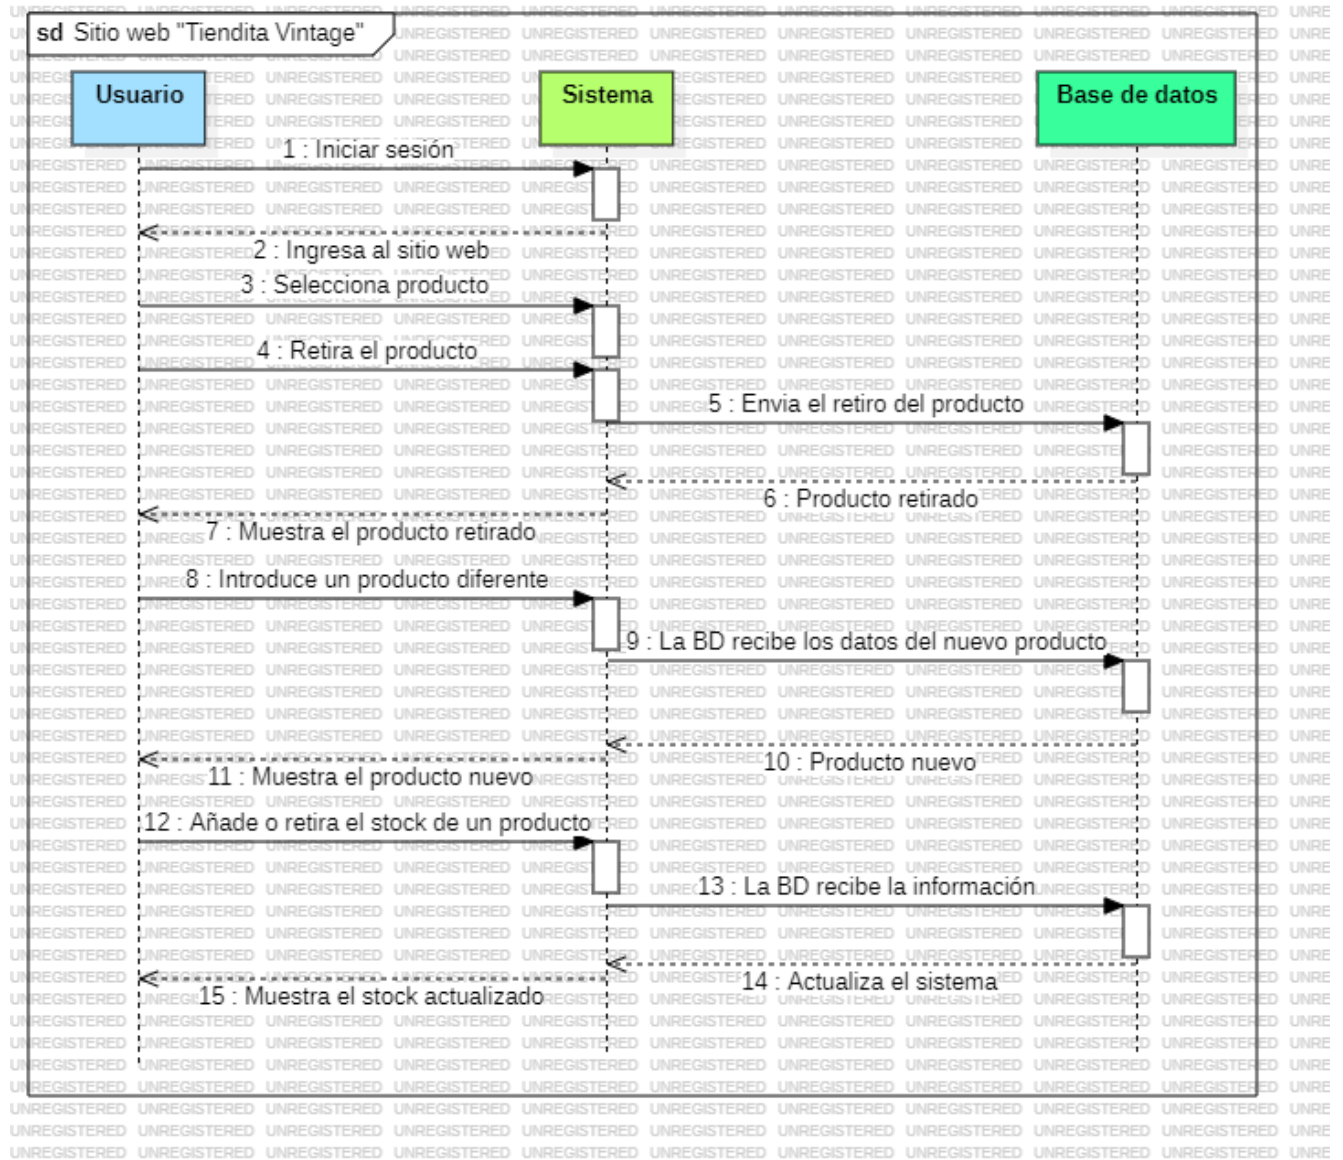 sd Sitio web "Tiendita Vintage"
Usuario
Sistema
Base de datos
1 : Iniciar sesión
2 : Ingresa al sitio web
3 : Selecciona producto
4 : Retira el producto
5 : Envia el retiro del producto
6 : Producto retirado
7 : Muestra el producto retirado
8 : Introduce un producto diferente
9 : La BD recibe los datos del nuevo producto
10 : Producto nuevo
11 : Muestra el producto nuevo
12 : Añade o retira el stock de un producto
13 : La BD recibe la información
14 : Actualiza el sistema
15 : Muestra el stock actualizado
UNREGISTERED